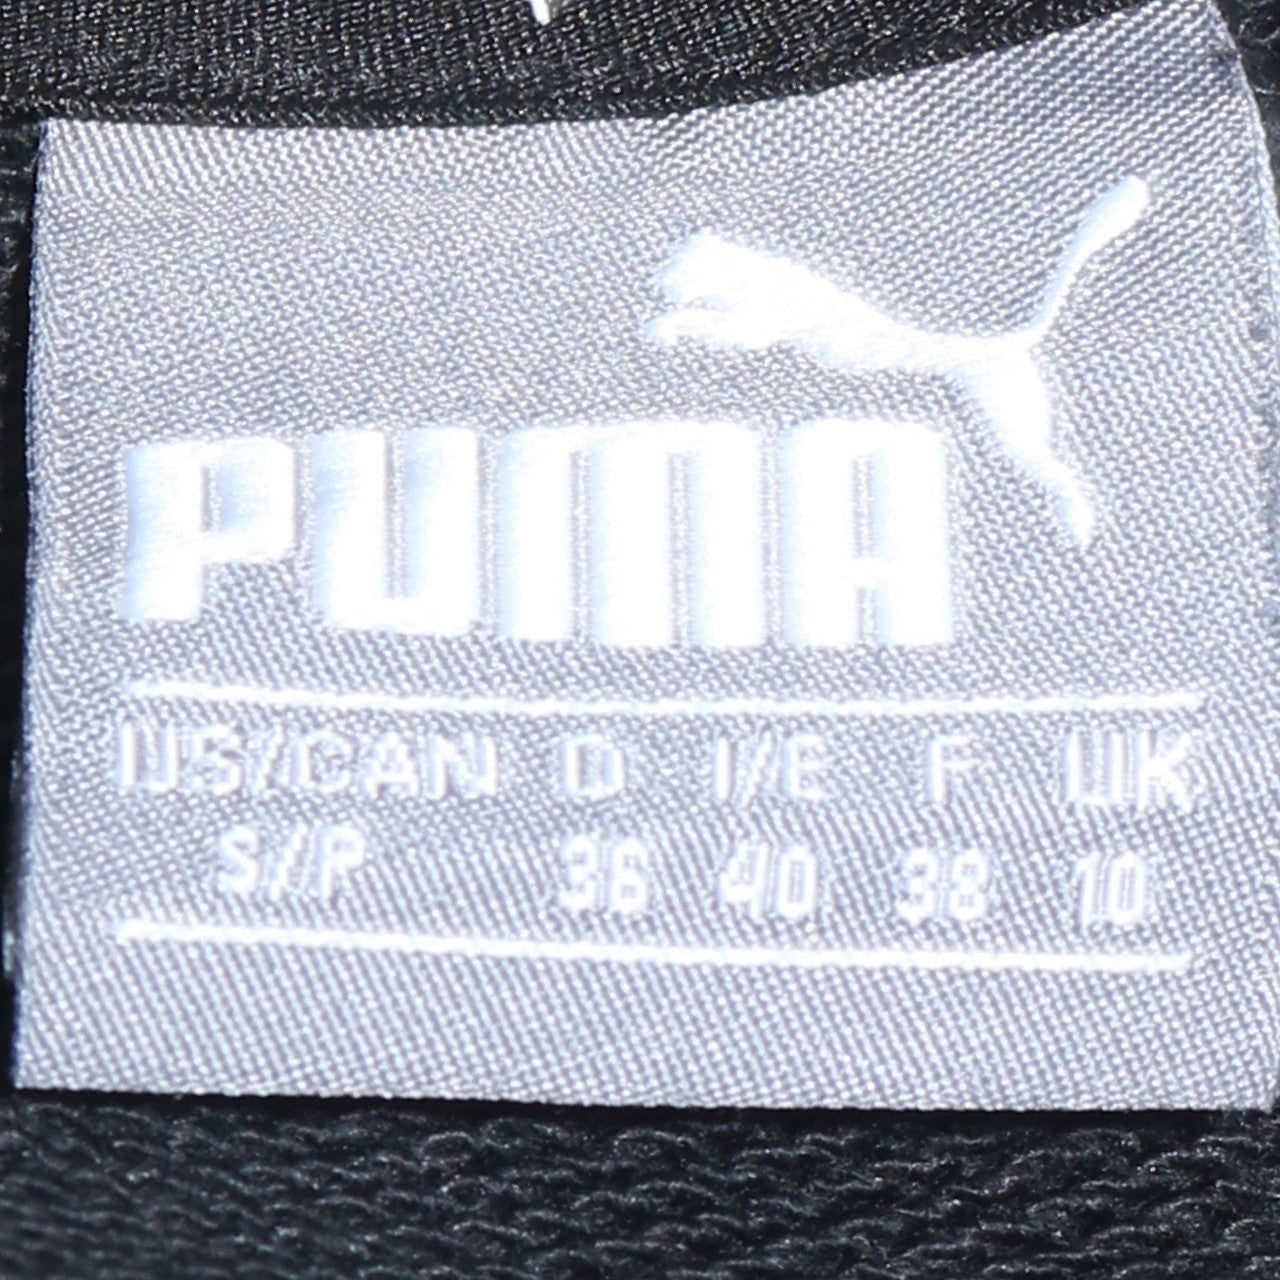 PUMA
US/CAN D I/E F UK
S/P 36 40 38 10